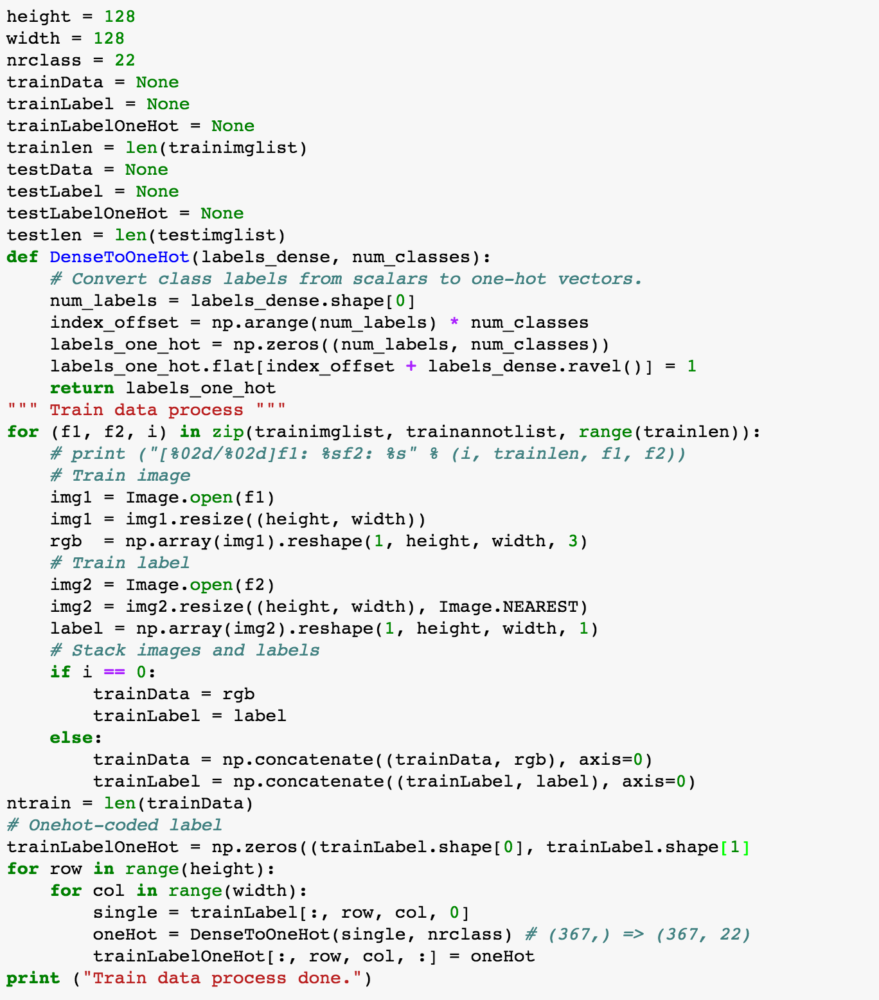 height = 128
width = 128
nrclass = 22
trainData = None
trainLabel = None
trainLabelOneHot = None
trainlen = len(trainimglist)
testData = None
testLabel = None
testLabelOneHot = None
testlen = len(testimglist)
def DenseToOneHot(labels_dense, num_classes):
    # Convert class labels from scalars to one-hot vectors.
    num_labels = labels_dense.shape[0]
    index_offset = np.arange(num_labels) * num_classes
    labels_one_hot = np.zeros((num_labels, num_classes))
    labels_one_hot.flat[index_offset + labels_dense.ravel()] = 1
    return labels_one_hot
""" Train data process """
for (f1, f2, i) in zip(trainimglist, trainannotlist, range(trainlen)):
    # print ("[%02d/%02d]f1: %sf2: %s" % (i, trainlen, f1, f2))
    # Train image
    img1 = Image.open(f1)
    img1 = img1.resize((height, width))
    rgb  = np.array(img1).reshape(1, height, width, 3)
    # Train label
    img2 = Image.open(f2)
    img2 = img2.resize((height, width), Image.NEAREST)
    label = np.array(img2).reshape(1, height, width, 1)
    # Stack images and labels
    if i == 0:
        trainData = rgb
        trainLabel = label
    else:
        trainData = np.concatenate((trainData, rgb), axis=0)
        trainLabel = np.concatenate((trainLabel, label), axis=0)
ntrain = len(trainData)
# Onehot-coded label
trainLabelOneHot = np.zeros((trainLabel.shape[0], trainLabel.shape[1]
for row in range(height):
    for col in range(width):
        single = trainLabel[:, row, col, 0]
        oneHot = DenseToOneHot(single, nrclass) # (367,) => (367, 22)
        trainLabelOneHot[:, row, col, :] = oneHot
print ("Train data process done.")